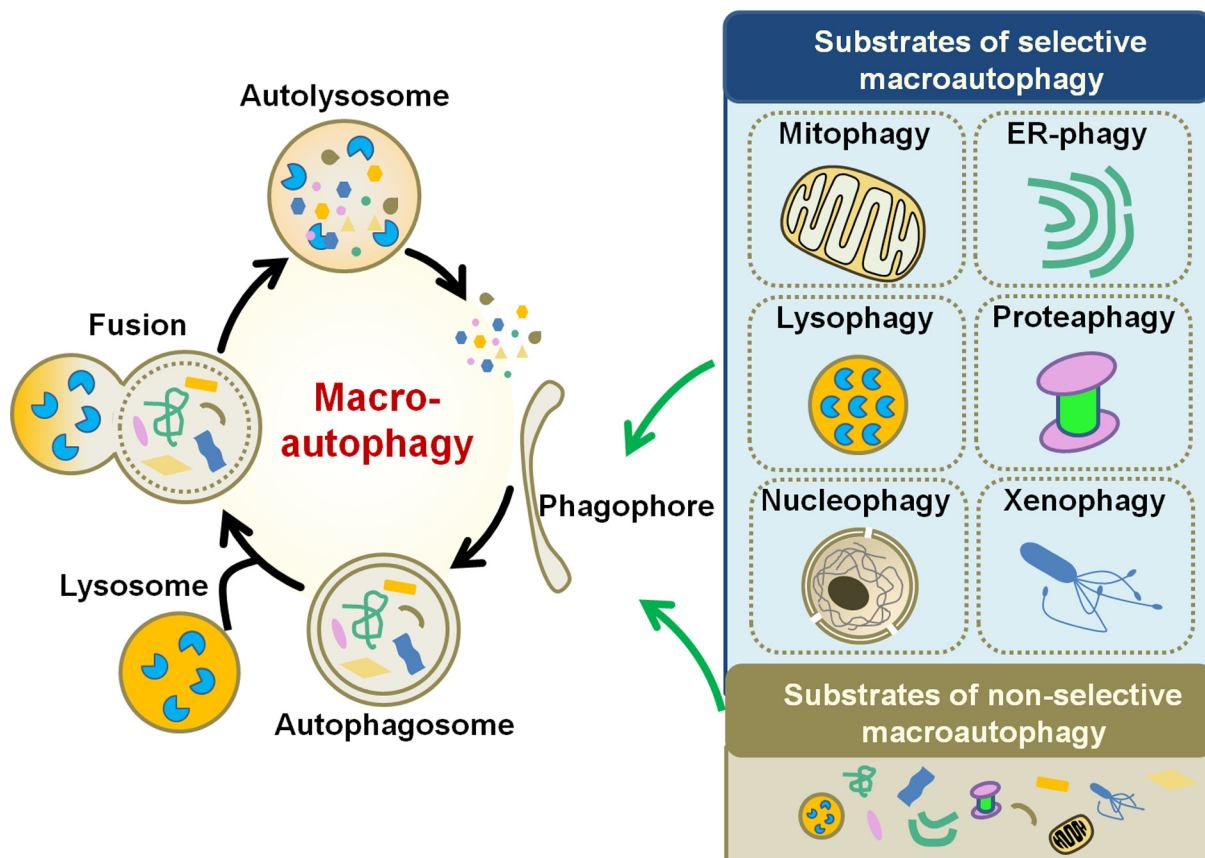 Autolysosome
Fusion
Macro-
autophagy
Phagophore
Lysosome
Autophagosome
Substrates of selective
macroautophagy
Mitophagy
ER-phagy
Lysophagy
Proteaphagy
Nucleophagy
Xenophagy
Substrates of non-selective
macroautophagy